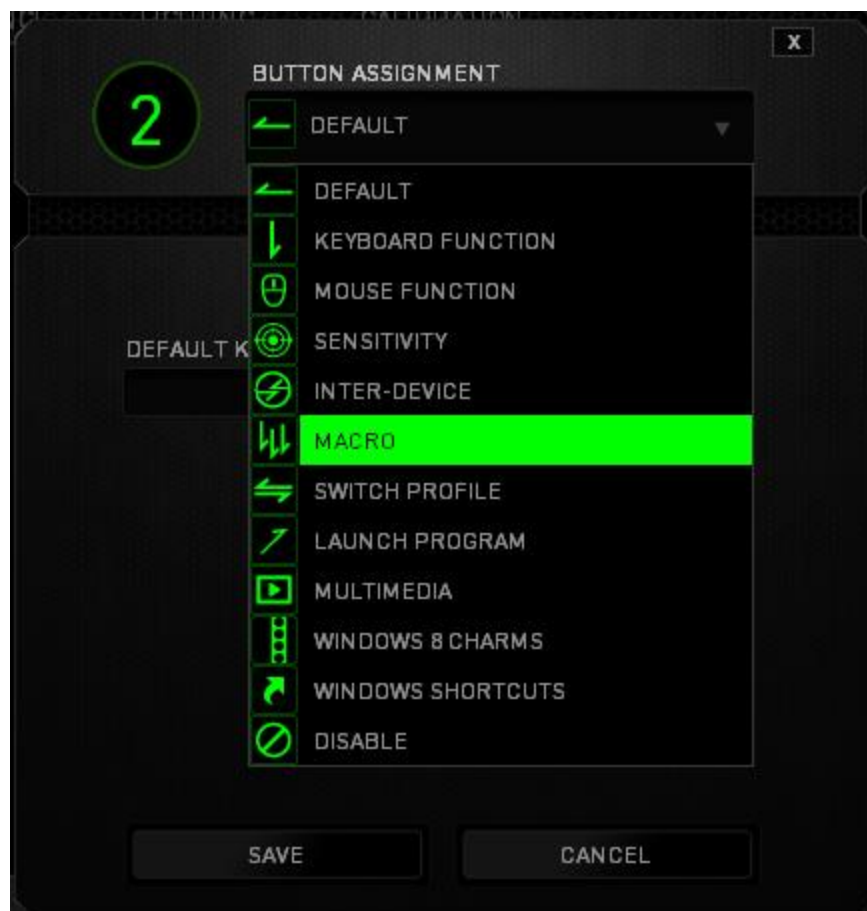 X
BUTTON ASSIGNMENT
2
DEFAULT
DEFAULT
KEYBOARD FUNCTION
MOUSE FUNCTION
SENSITIVITY
DEFAULT K
INTER-DEVICE
MACRO
SWITCH PROFILE
LAUNCH PROGRAM
MULTIMEDIA
WINDOWS 8 CHARMS
WINDOWS SHORTCUTS
DISABLE
SAVE
CANCEL